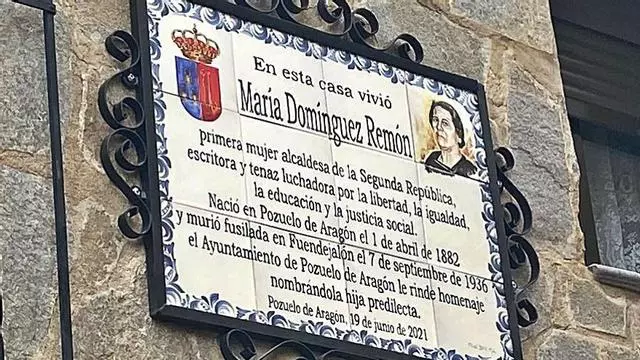 En esta casa vivió
María Domínguez Remón
primera mujer alcaldesa de la Segunda República,
escritora y tenaz luchadora por la libertad, la igualdad,
la educación y la justicia social.
Nació en Pozuelo de Aragón el 1 de abril de 1882
y murió fusilada en Fuendejalón el 7 de septiembre de 1936
el Ayuntamiento de Pozuelo de Aragón le rinde homenaje
nombrándola hija predilecta.
Pozuelo de Aragón, 19 de junio de 2021